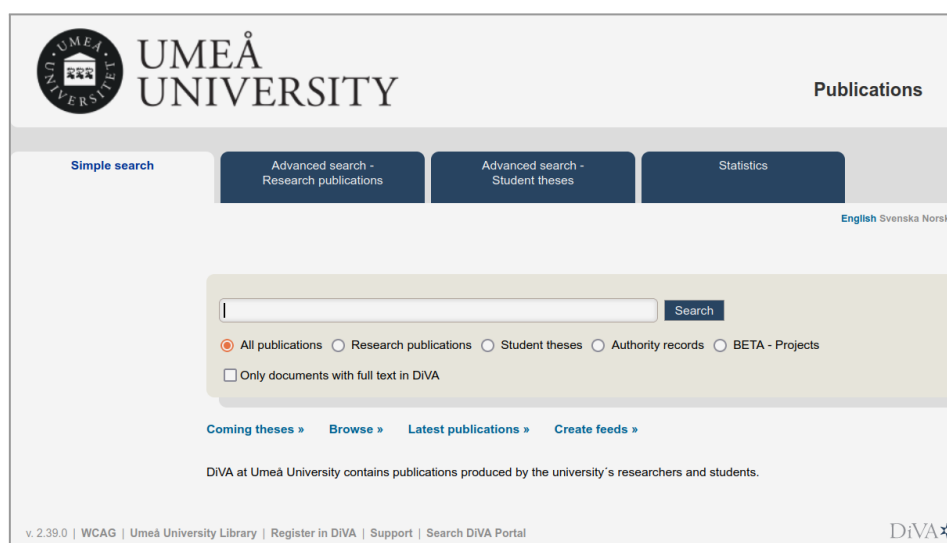 UMEÅ UNIVERSITET
UMEÅ
UNIVERSITY
Publications
Simple search
Advanced search -
Research publications
Advanced search -
Student theses
Statistics
English Svenska Norsk
Search
All publications Research publications Student theses Authority records BETA - Projects
Only documents with full text in DiVA
Coming theses » Browse » Latest publications » Create feeds »
DiVA at Umeå University contains publications produced by the university´s researchers and students.
v. 2.39.0 | WCAG | Umeå University Library | Register in DiVA | Support | Search DiVA Portal
DiVA